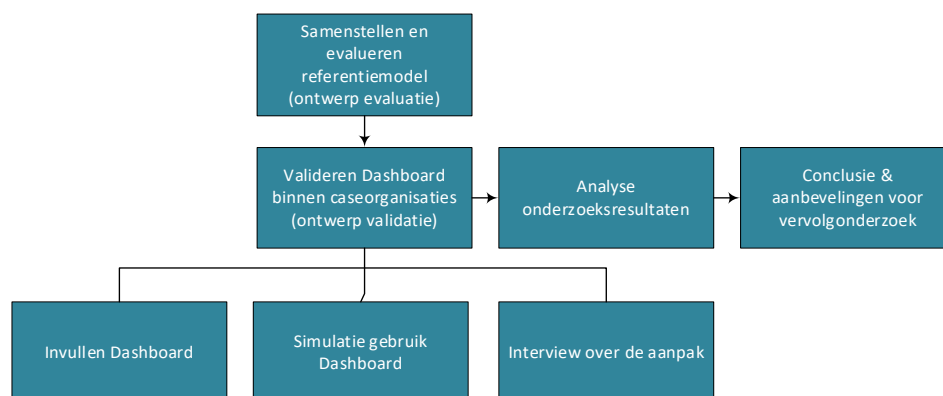 Samenstellen en
evalueren
referentiemodel
(ontwerp evaluatie)
Valideren Dashboard
binnen caseorganisaties
(ontwerp validatie)
Analyse
onderzoeksresultaten
Conclusie &
aanbevelingen voor
vervolgonderzoek
Invullen Dashboard
Simulatie gebruik
Dashboard
Interview over de aanpak